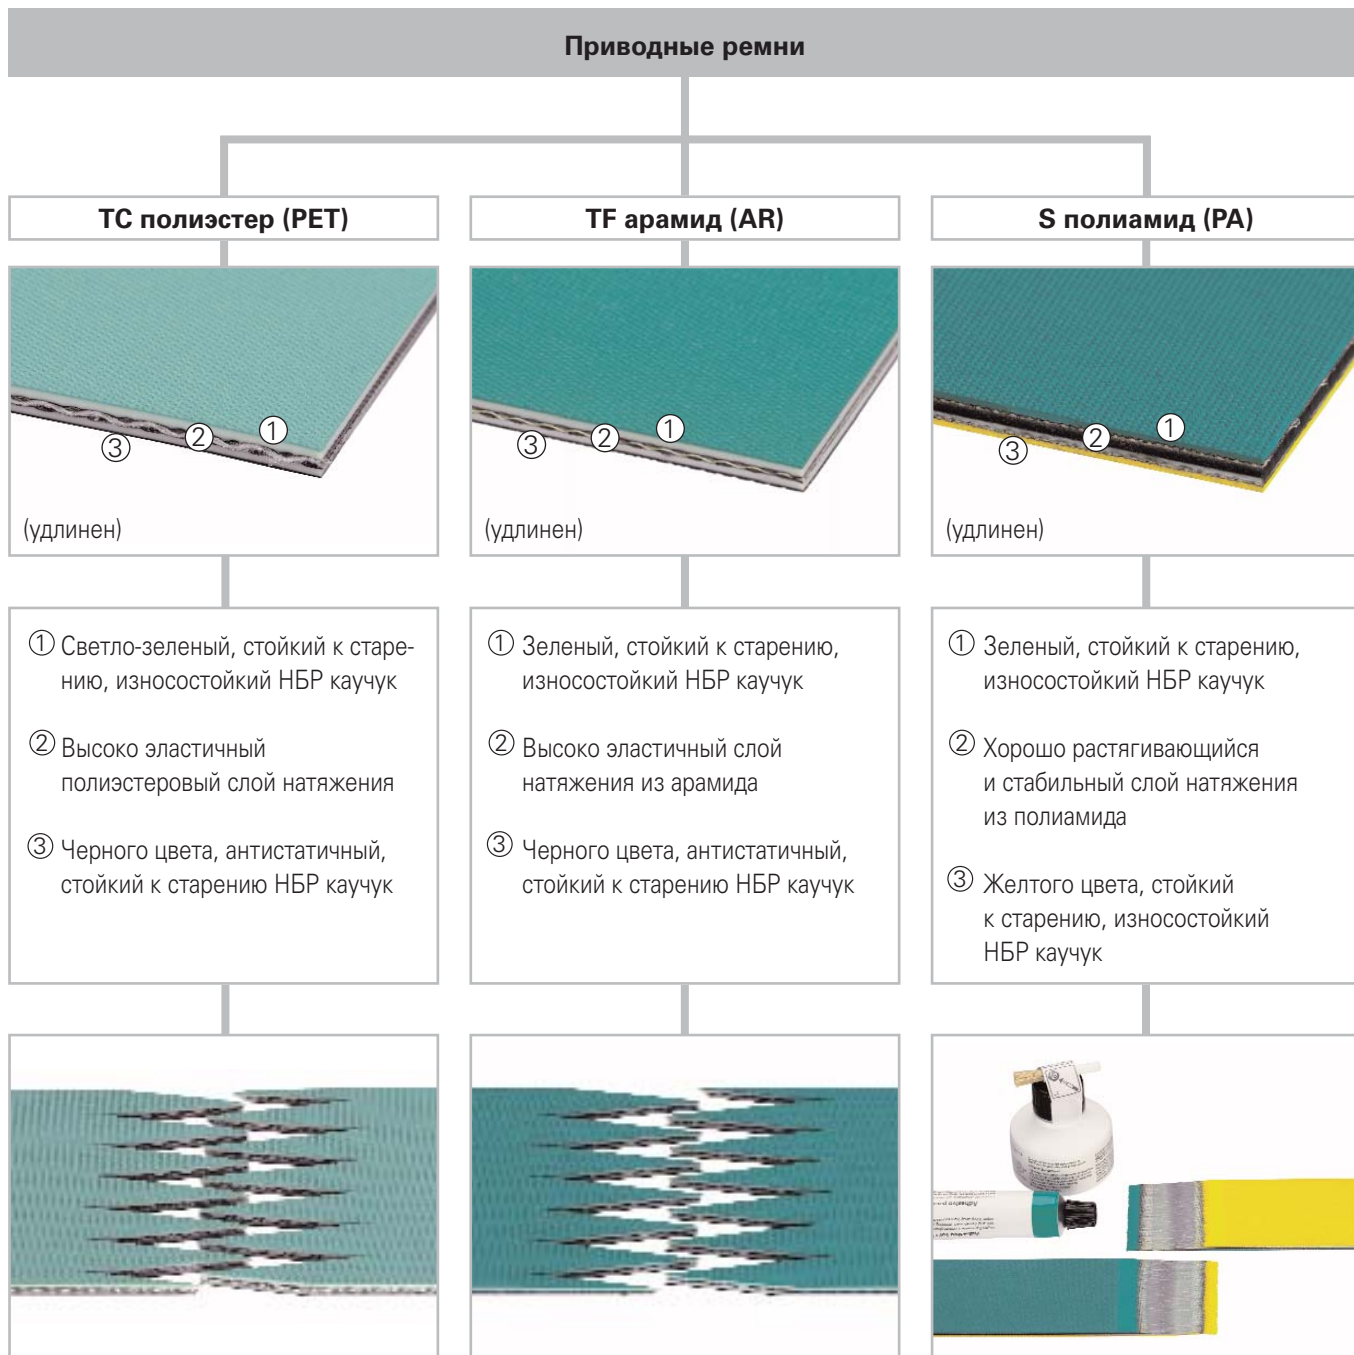 Приводные ремни
TC полиэстер (PET)
TF арамид (AR)
S полиамид (PA)
① ② ③
(удлинен)
① ② ③
(удлинен)
① ② ③
(удлинен)
① Светло-зеленый, стойкий к старе-
нию, износостойкий НБР каучук
② Высоко эластичный
полиэстеровый слой натяжения
③ Черного цвета, антистатичный,
стойкий к старению НБР каучук
① Зеленый, стойкий к старению,
износостойкий НБР каучук
② Высоко эластичный слой
натяжения из арамида
③ Черного цвета, антистатичный,
стойкий к старению НБР каучук
① Зеленый, стойкий к старению,
износостойкий НБР каучук
② Хорошо растягивающийся
и стабильный слой натяжения
из полиамида
③ Желтого цвета, стойкий
к старению, износостойкий
НБР каучук